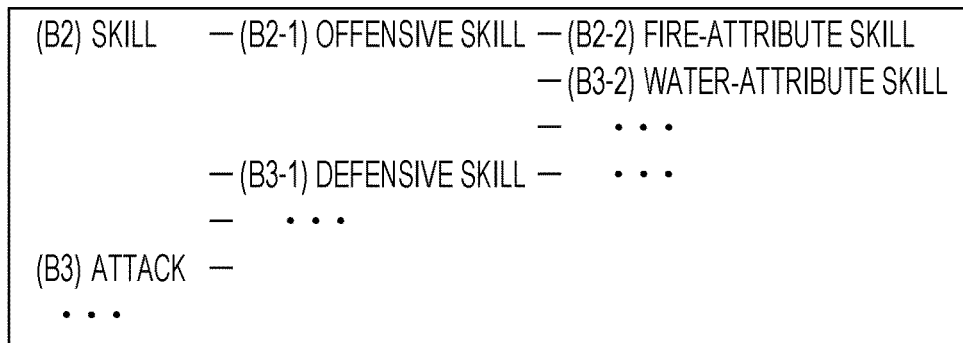 (B2) SKILL — (B2-1) OFFENSIVE SKILL — (B2-2) FIRE-ATTRIBUTE SKILL
— (B3-2) WATER-ATTRIBUTE SKILL
— • • •
— (B3-1) DEFENSIVE SKILL — • • •
— • • •
(B3) ATTACK —
• • •